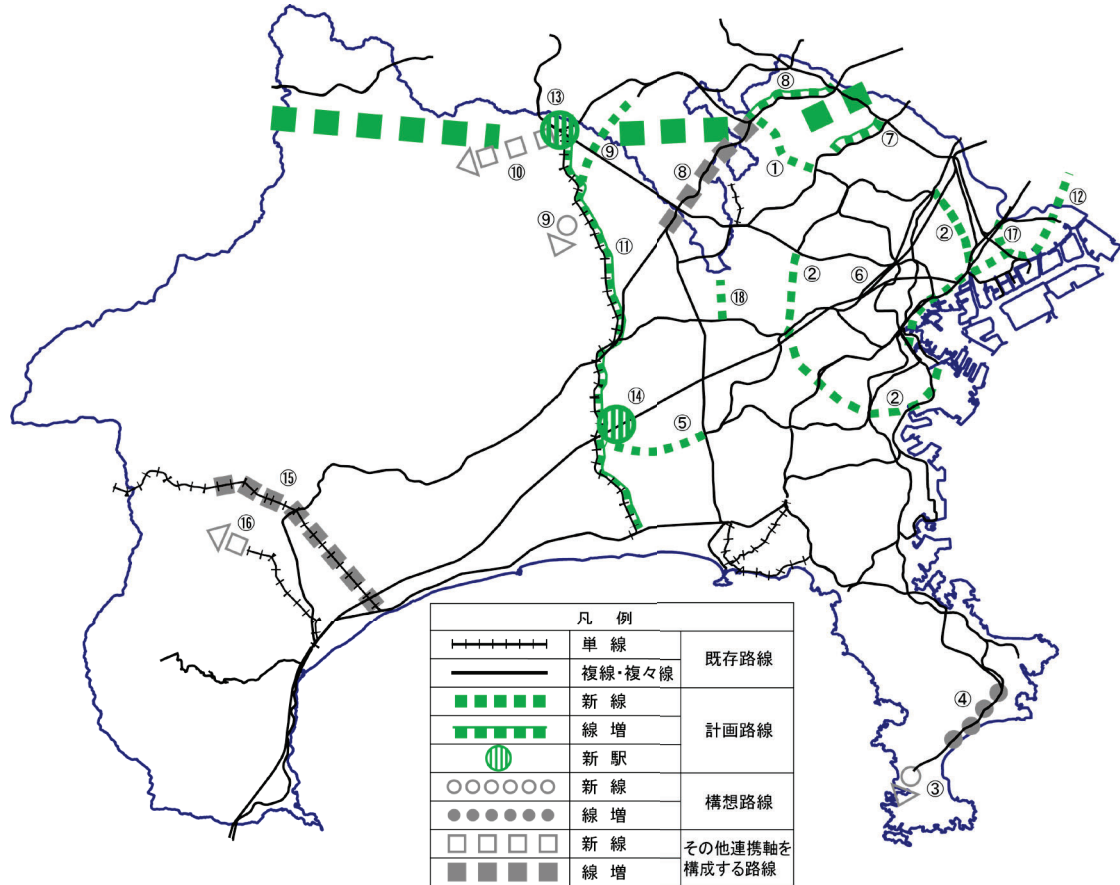 ⑬
⑧
⑦
①
⑨
⑩
⑧
⑫
⑨
②
⑰
⑪
②
⑥
⑱
⑭
②
⑤
⑮
⑯
④
③
凡 例
単 線
既存路線
複線・複々線
新 線
計画路線
線 増
新 駅
新 線
構想路線
線 増
新 線
その他連携軸を
構成する路線
線 増